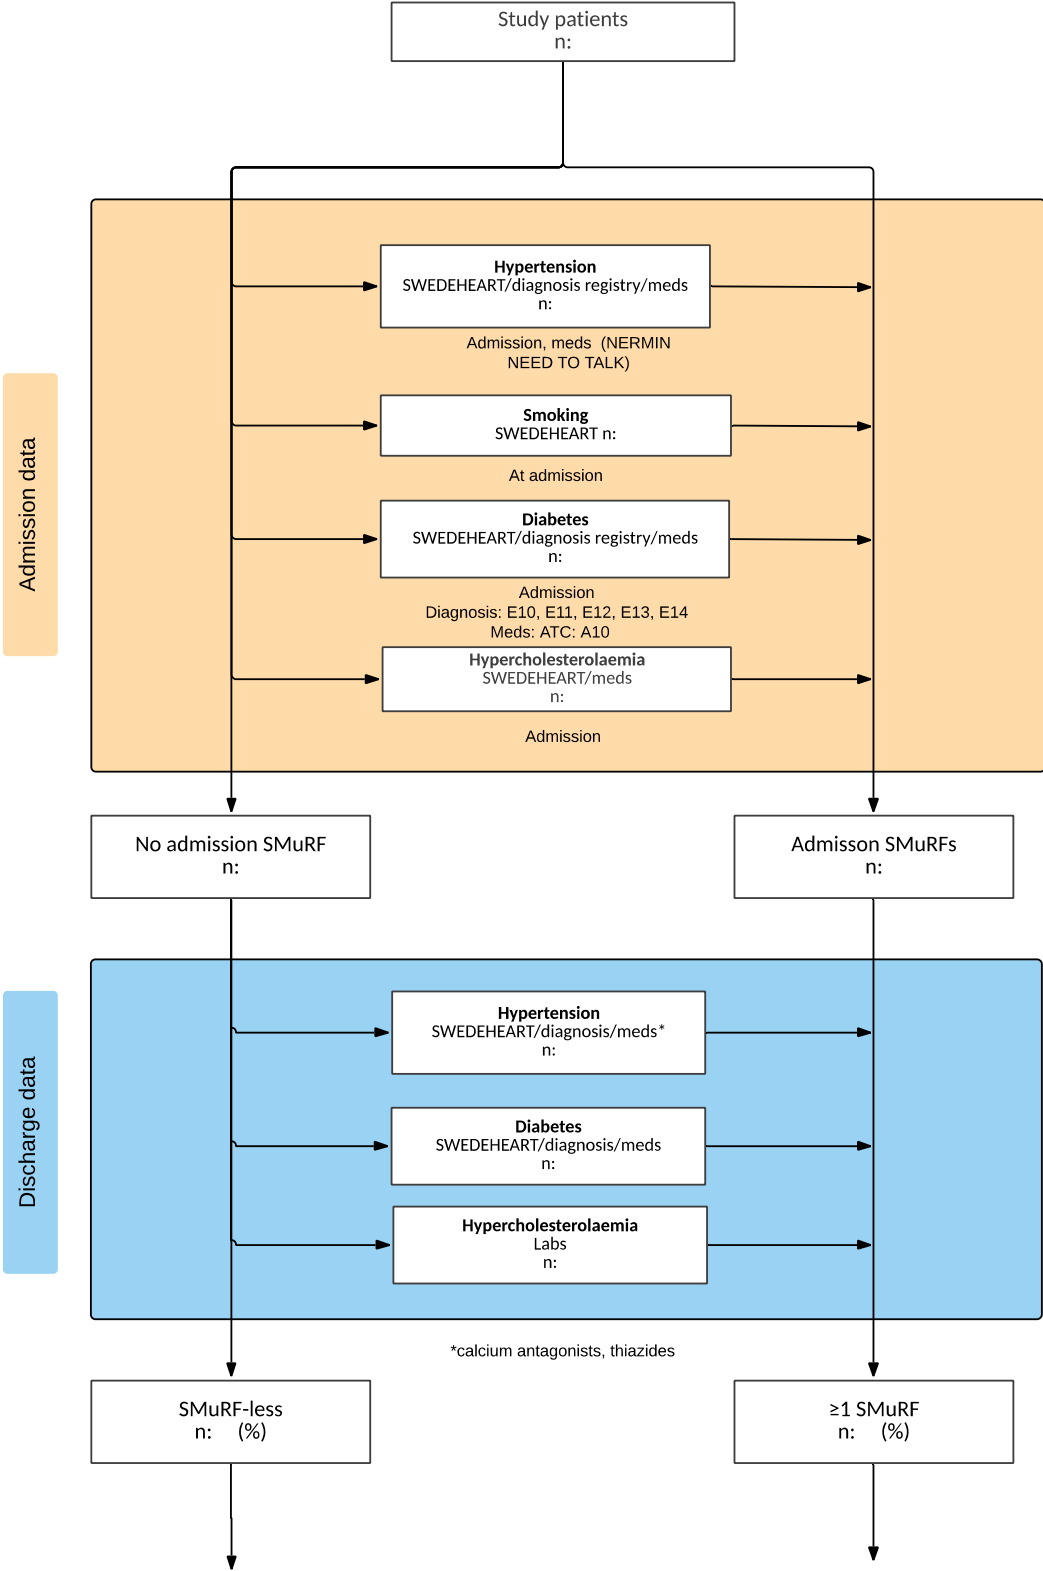 Study patients
n:
Hypertension
SWEDEHEART/diagnosis registry/meds
n:
Admission, meds  (NERMIN
NEED TO TALK)
Smoking
SWEDEHEART n:
At admission
Admission data
Diabetes
SWEDEHEART/diagnosis registry/meds
n:
Admission
Diagnosis: E10, E11, E12, E13, E14
Meds: ATC: A10
Hypercholesterolaemia
SWEDEHEART/meds
n:
Admission
No admission SMuRF
n:
Admisson SMuRFs
n:
Hypertension
SWEDEHEART/diagnosis/meds*
n:
Discharge data
Diabetes
SWEDEHEART/diagnosis/meds
n:
Hypercholesterolaemia
Labs
n:
*calcium antagonists, thiazides
SMuRF-less
n:    (%)
≥1 SMuRF
n:    (%)